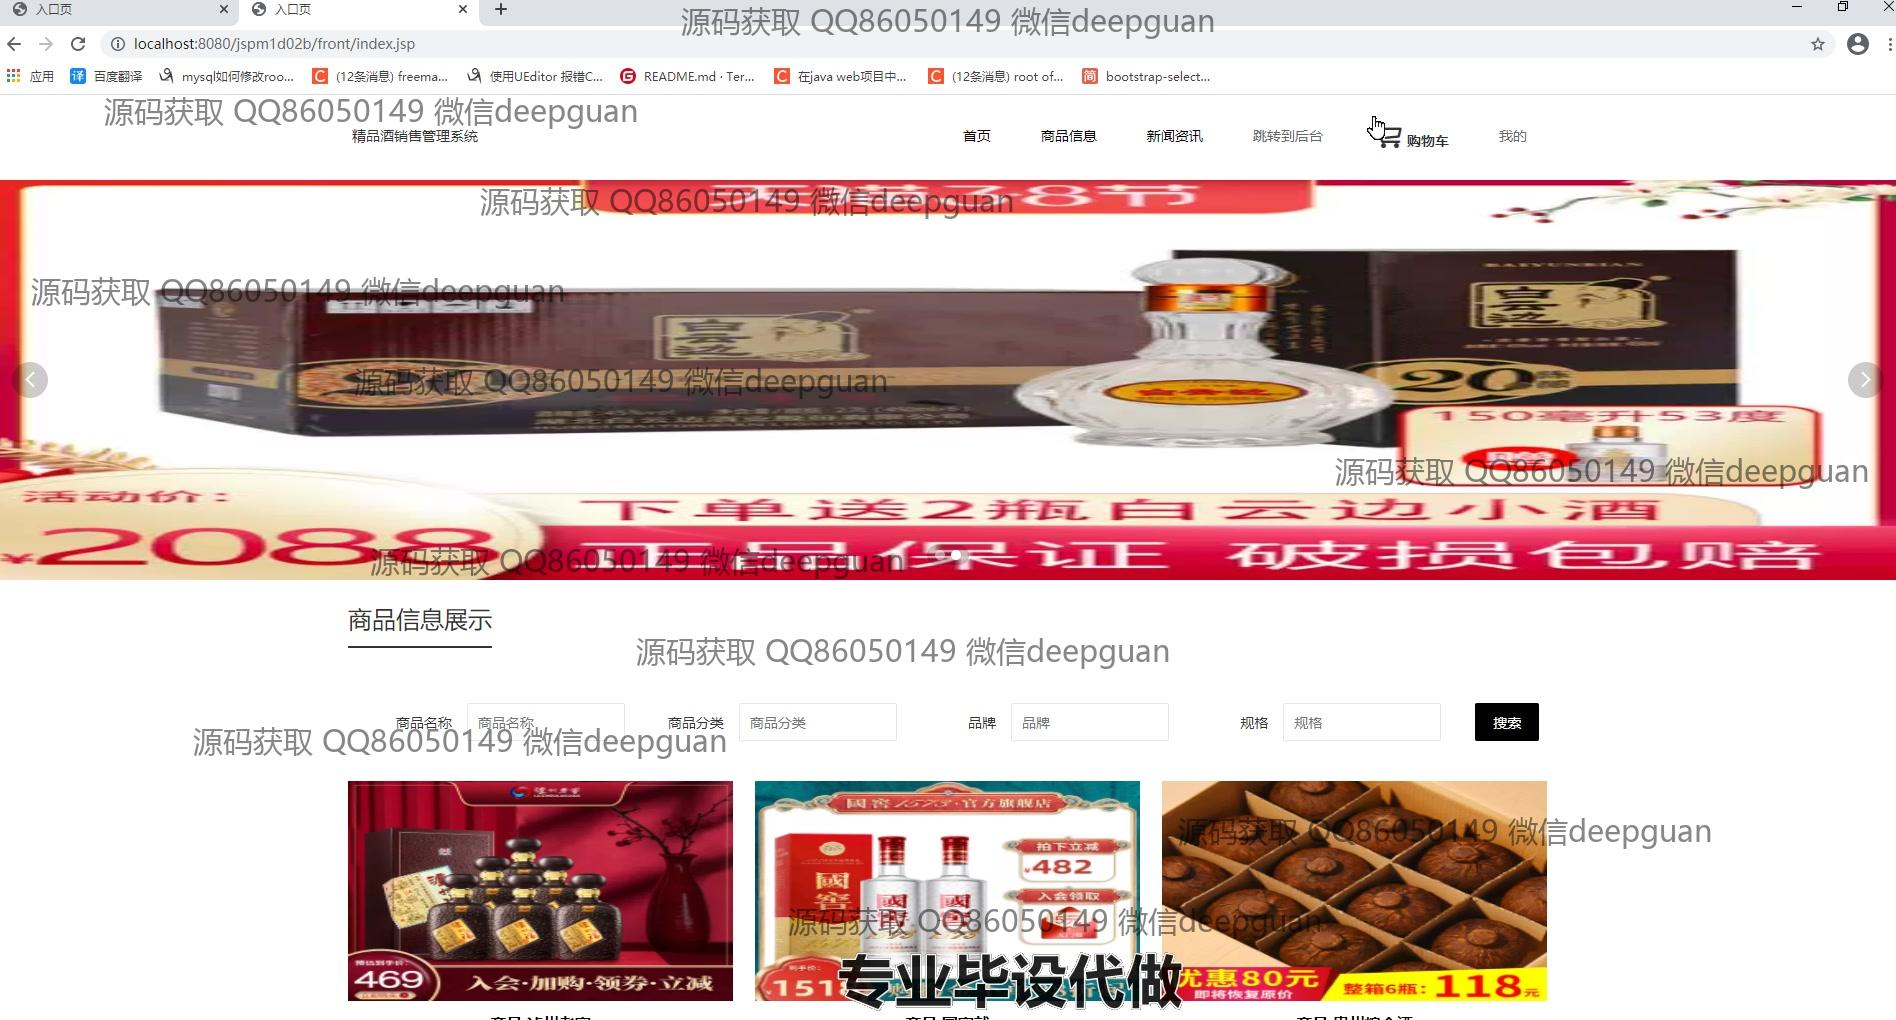 入口页
入口页
源码获取 QQ86050149 微信deepguan
localhost:8080/jspm1d02b/front/index.jsp
应用
百度翻译
mysql如何修改roo...
(12条消息) freema...
使用UEditor 报错C...
README.md · Ter...
在java web项目中...
(12条消息) root of...
bootstrap-select...
源码获取 QQ86050149 微信deepguan
精品酒销售管理系统
首页
商品信息
新闻资讯
跳转到后台
购物车
我的
源码获取 QQ86050149 微信deepguan
BAIYUNBIAN
白云边
源码获取 QQ86050149 微信deepguan
白云边
20
源码获取 QQ86050149 微信deepguan
150毫升53度
源码获取 QQ86050149 微信deepguan
活动价：
¥2088
下单送2瓶白云边小酒
正品保证 破损包赔
源码获取 QQ86050149 微信deepguan
商品信息展示
源码获取 QQ86050149 微信deepguan
商品名称
商品名称
商品分类
商品分类
品牌
品牌
规格
规格
搜索
源码获取 QQ86050149 微信deepguan
泸州老窖
國窖1573·官方旗舰店
拍下立减
¥482
入会领取
源码获取 QQ86050149 微信deepguan
源码获取 QQ86050149 微信deepguan
469
入会·加购·领券·立减
到手价:
¥151
优惠80元
即将恢复原价
整箱6瓶：118元
专业毕设代做